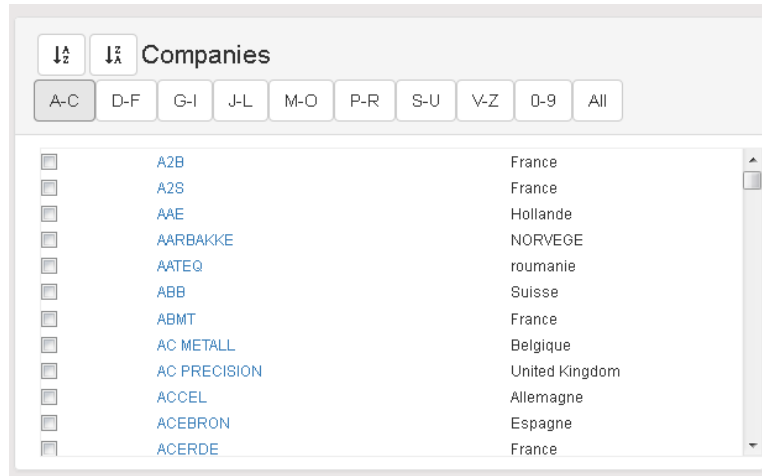 Companies
A-C D-F G-I J-L M-O P-R S-U V-Z 0-9 All
A2B France
A2S France
AAE Hollande
AARBAKKE NORVEGE
AATEQ roumanie
ABB Suisse
ABMT France
AC METALL Belgique
AC PRECISION United Kingdom
ACCEL Allemagne
ACEBRON Espagne
ACERDE France